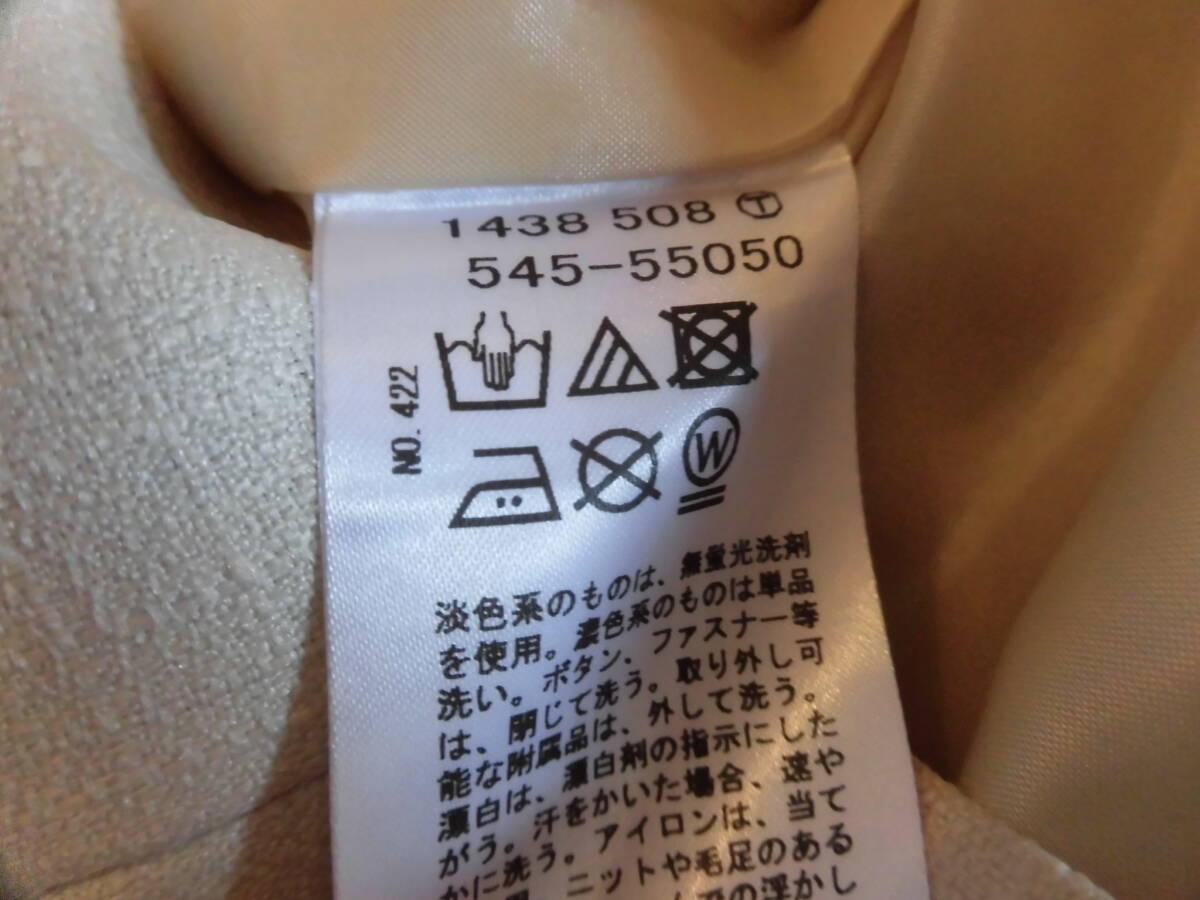 1438 508 Ⓣ
545-55050
NO. 422
W
淡色系のものは、無蛍光洗剤
を使用。濃色系のものは単品
洗い。ボタン、ファスナー等
は、閉じて洗う。取り外し可
能な附属品は、外して洗う。
漂白は、漂白剤の指示にした
がう。汗をかいた場合、速や
かに洗う。アイロンは、当て
ニットや毛足のある
の浮かし